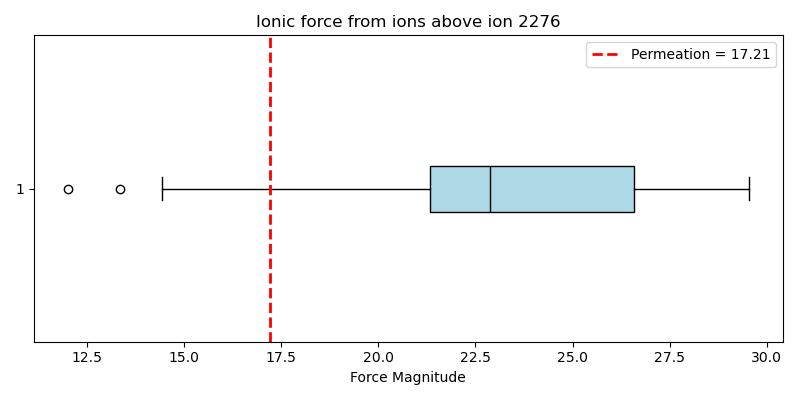 Ionic force from ions above ion 2276
Permeation = 17.21
1
12.5 15.0 17.5 20.0 22.5 25.0 27.5 30.0
Force Magnitude